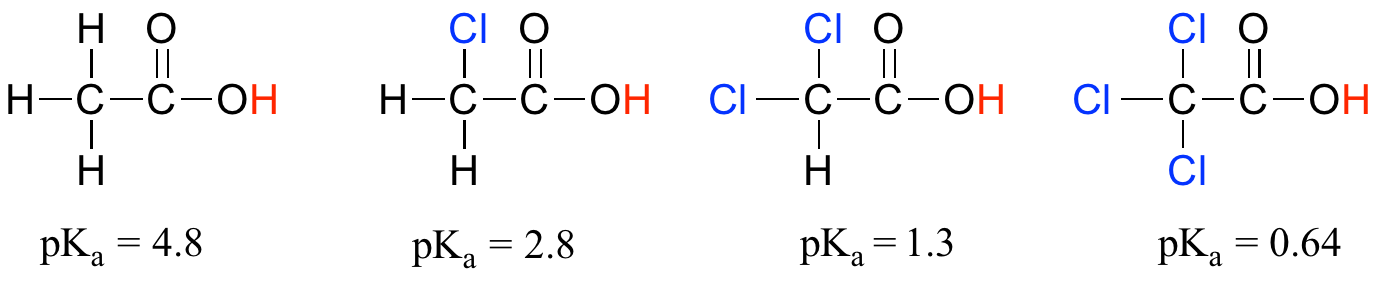 H O Cl O Cl O Cl O
H C C OH H C C OH Cl C C OH Cl C C OH
H H H Cl
pKa = 4.8 pKa = 2.8 pKa = 1.3 pKa = 0.64